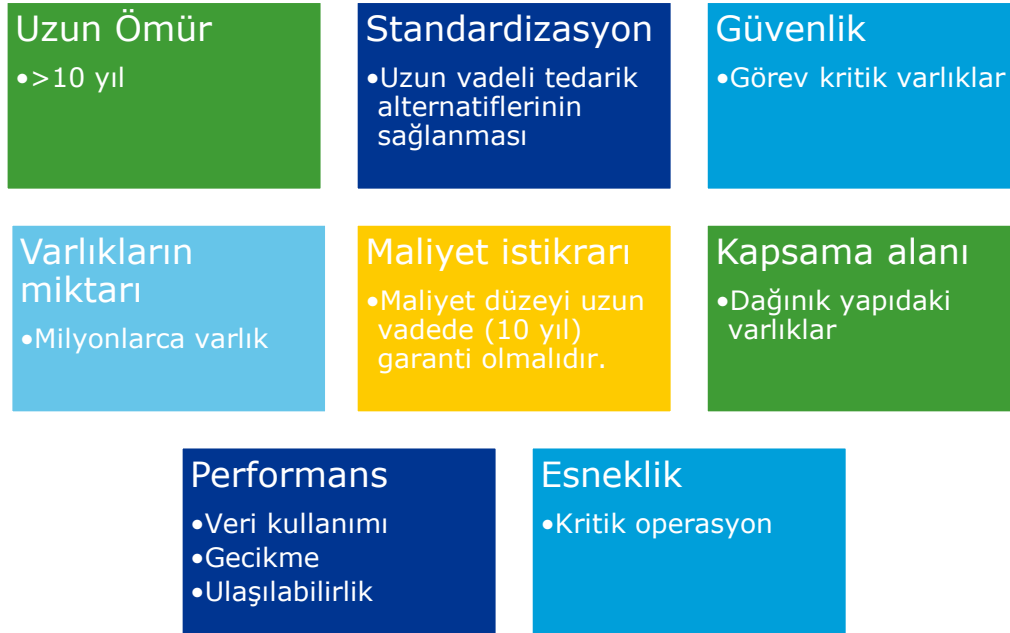 Uzun Ömür
•>10 yıl
Standardizasyon
•Uzun vadeli tedarik
alternatiflerinin
sağlanması
Güvenlik
•Görev kritik varlıklar
Varlıkların
miktarı
•Milyonlarca varlık
Maliyet istikrarı
•Maliyet düzeyi uzun
vadede (10 yıl)
garanti olmalıdır.
Kapsama alanı
•Dağınık yapıdaki
varlıklar
Performans
•Veri kullanımı
•Gecikme
•Ulaşılabilirlik
Esneklik
•Kritik operasyon